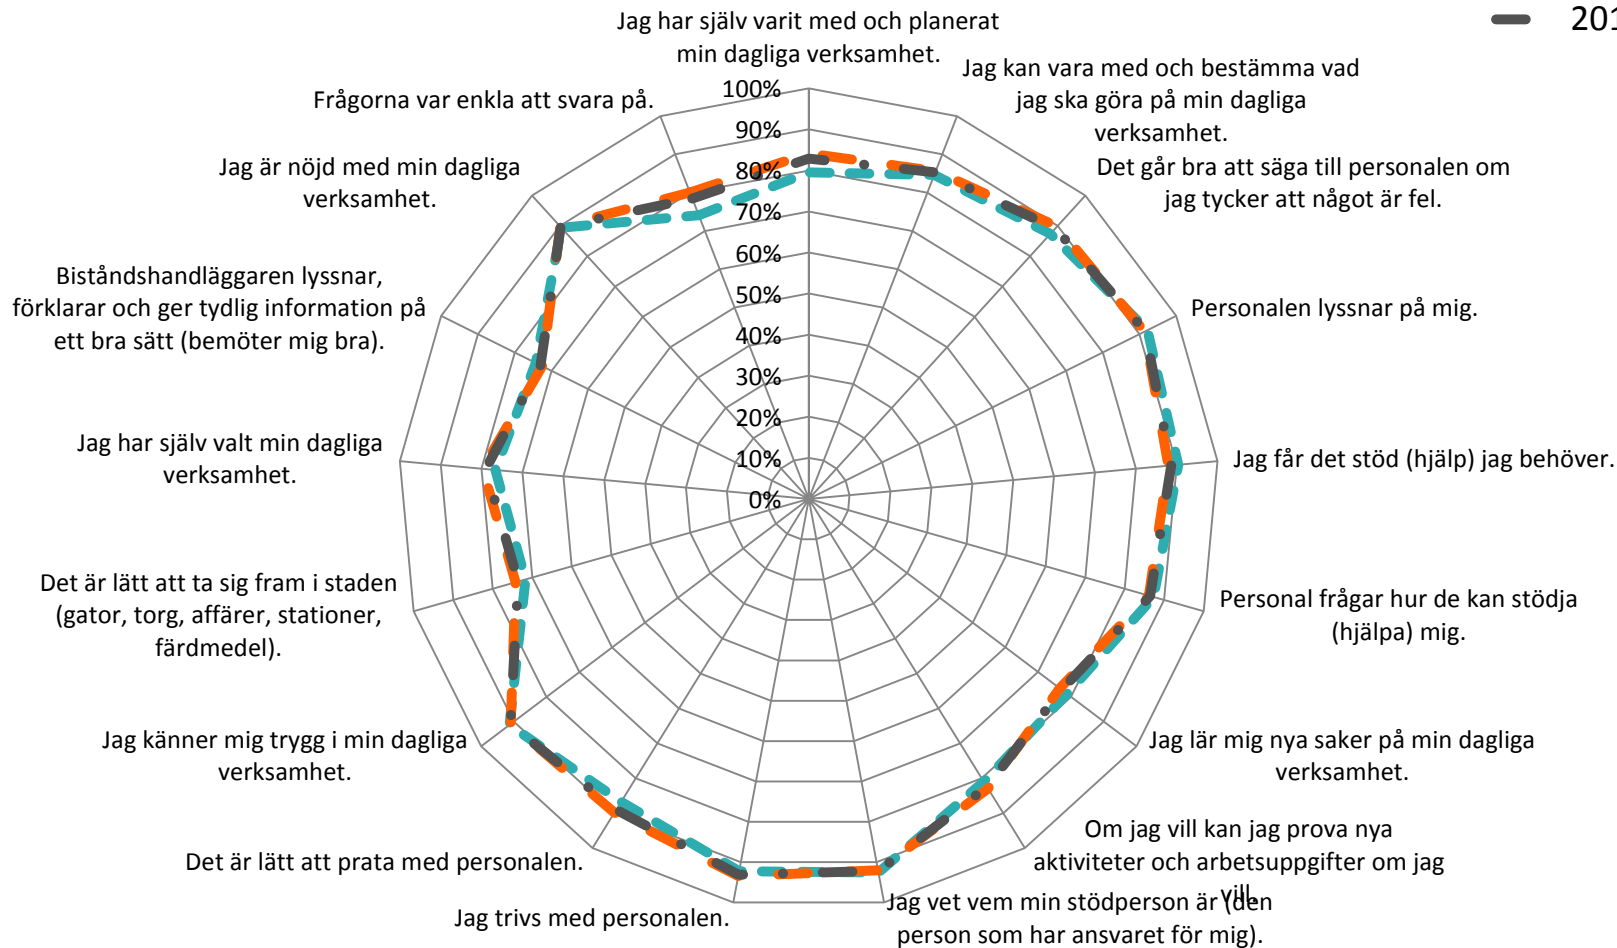 201
Jag har själv varit med och planerat
min dagliga verksamhet.
Jag kan vara med och bestämma vad
jag ska göra på min dagliga
verksamhet.
Det går bra att säga till personalen om
jag tycker att något är fel.
Personalen lyssnar på mig.
Jag får det stöd (hjälp) jag behöver.
Personal frågar hur de kan stödja
(hjälpa) mig.
Jag lär mig nya saker på min dagliga
verksamhet.
Om jag vill kan jag prova nya
aktiviteter och arbetsuppgifter om jag
vill.
Jag vet vem min stödperson är (den
person som har ansvaret för mig).
Jag trivs med personalen.
Det är lätt att prata med personalen.
Jag känner mig trygg i min dagliga
verksamhet.
Det är lätt att ta sig fram i staden
(gator, torg, affärer, stationer,
färdmedel).
Jag har själv valt min dagliga
verksamhet.
Biståndshandläggaren lyssnar,
förklarar och ger tydlig information på
ett bra sätt (bemöter mig bra).
Jag är nöjd med min dagliga
verksamhet.
Frågorna var enkla att svara på.
100%
90%
80%
70%
60%
50%
40%
30%
20%
10%
0%